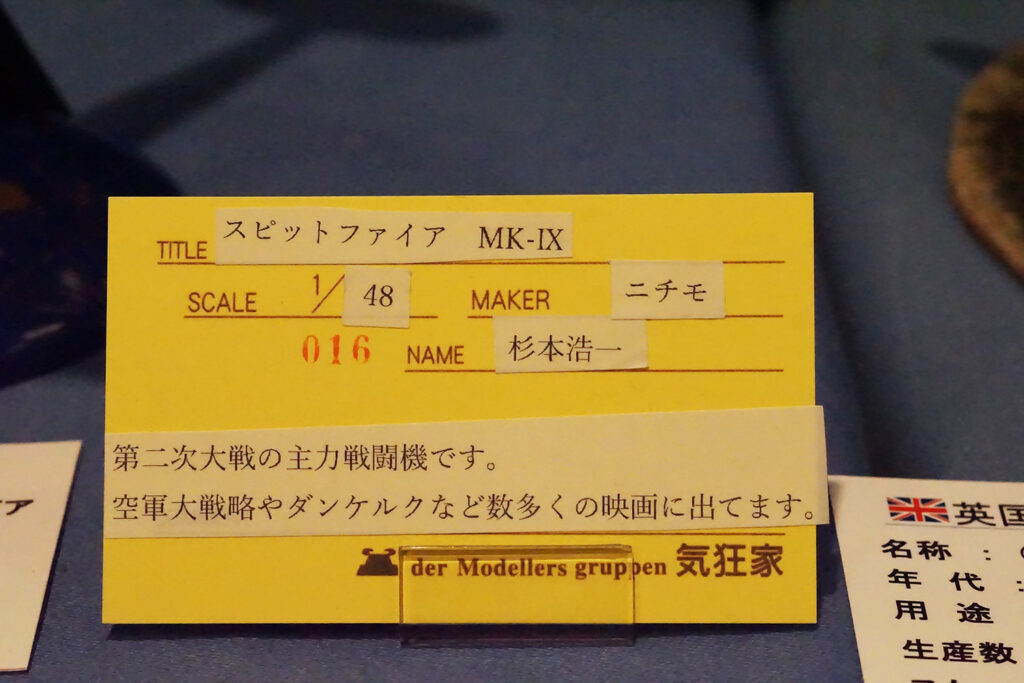 TITLE スピットファイア MK-IX
SCALE 1/48 MAKER ニチモ
016 NAME 杉本浩一
第二次大戦の主力戦闘機です。
空軍大戦略やダンケルクなど数多くの映画に出てます。
der Modellers gruppen 気狂家
ア
英国
名称：
年代：
用途
生産数